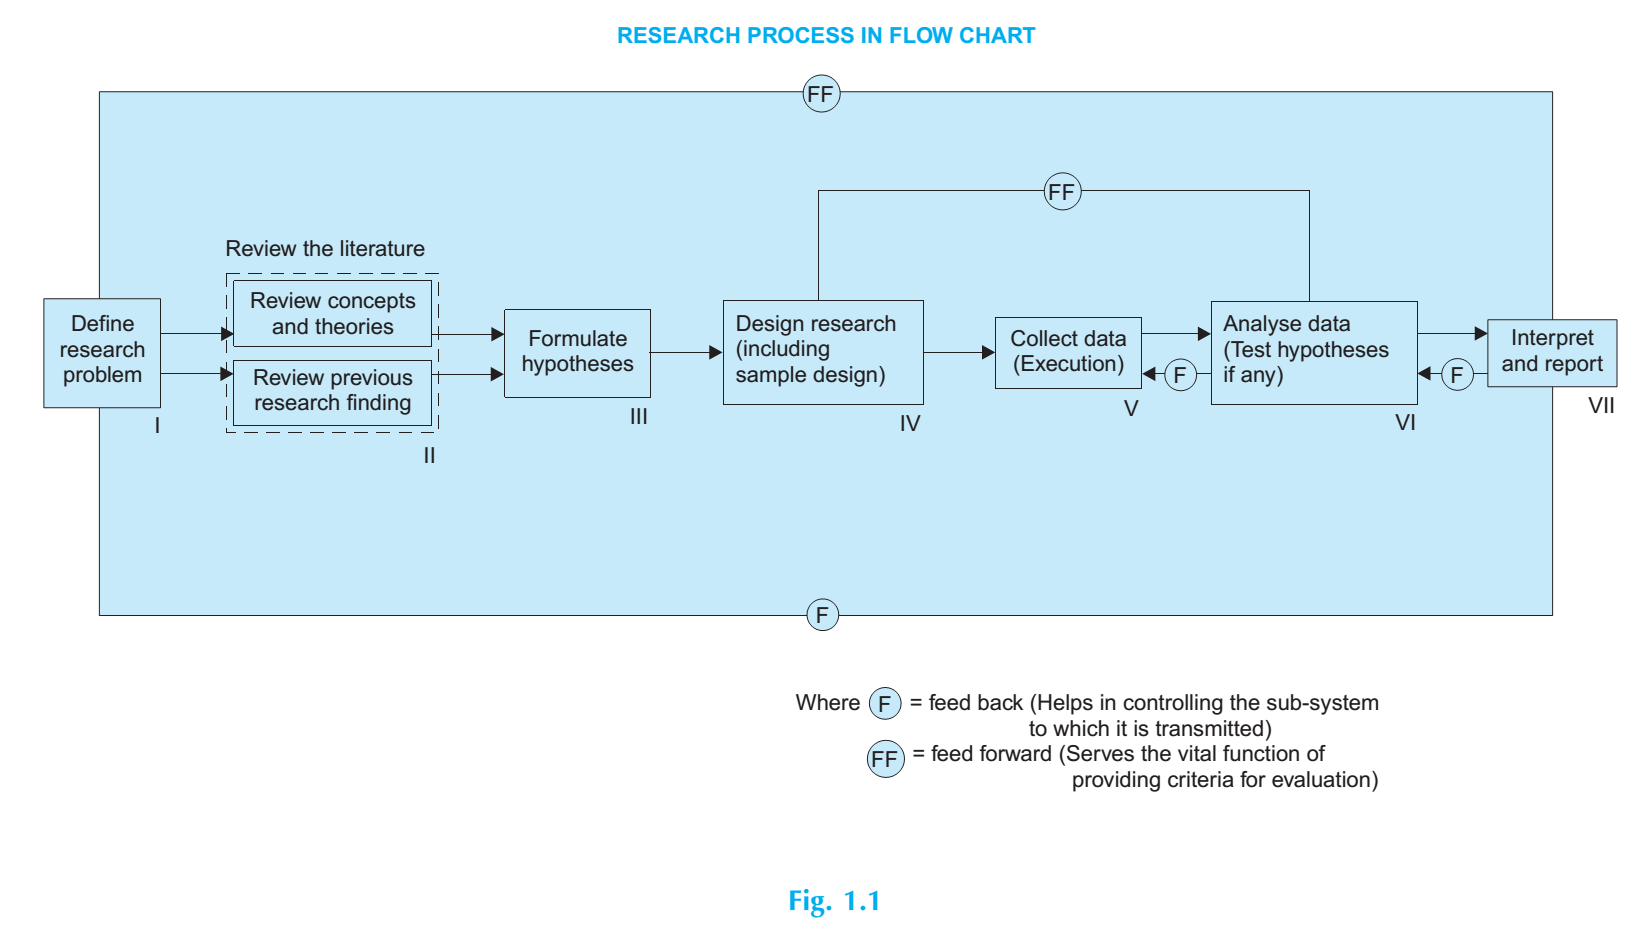 RESEARCH PROCESS IN FLOW CHART
FF
FF
Review the literature
Define
research
problem
I
Review concepts
and theories
Review previous
research finding
II
Formulate
hypotheses
III
Design research
(including
sample design)
IV
Collect data
(Execution)
V
F
Analyse data
(Test hypotheses
if any)
VI
F
Interpret
and report
VII
F
Where F = feed back (Helps in controlling the sub-system
to which it is transmitted)
FF = feed forward (Serves the vital function of
providing criteria for evaluation)
Fig. 1.1